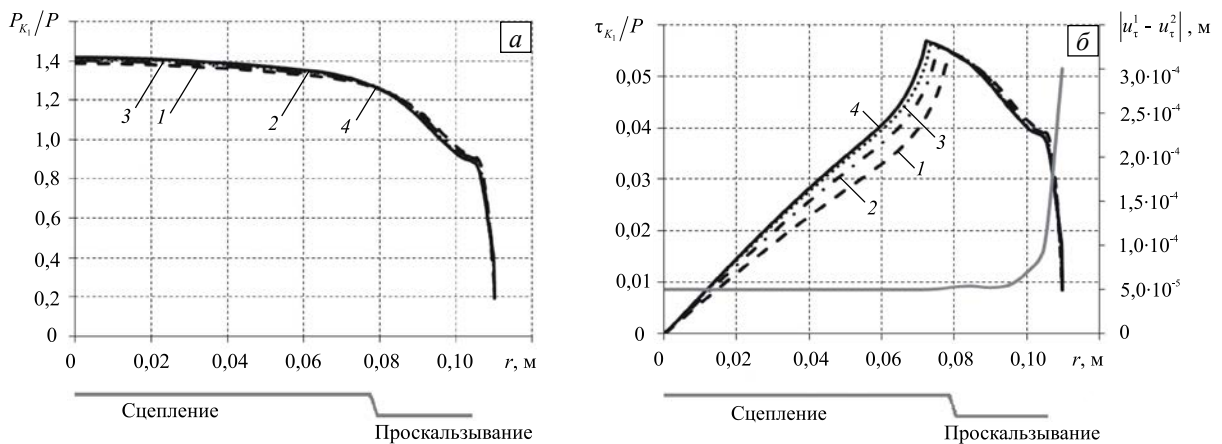 P_{K_1}/P
а
1,4
1,2
1,0
0,8
0,6
0,4
0,2
0
3
1
2
4
0 0,02 0,04 0,06 0,08 0,10 r, м
Сцепление
Проскальзывание
τ_{K_1}/P
б
|u_τ^1 - u_τ^2| , м
0,05
0,04
0,03
0,02
0,01
0
4
3
1
2
3,0·10^{-4}
2,5·10^{-4}
2,0·10^{-4}
1,5·10^{-4}
1,0·10^{-4}
5,0·10^{-5}
0
0 0,02 0,04 0,06 0,08 0,10 r, м
Сцепление
Проскальзывание